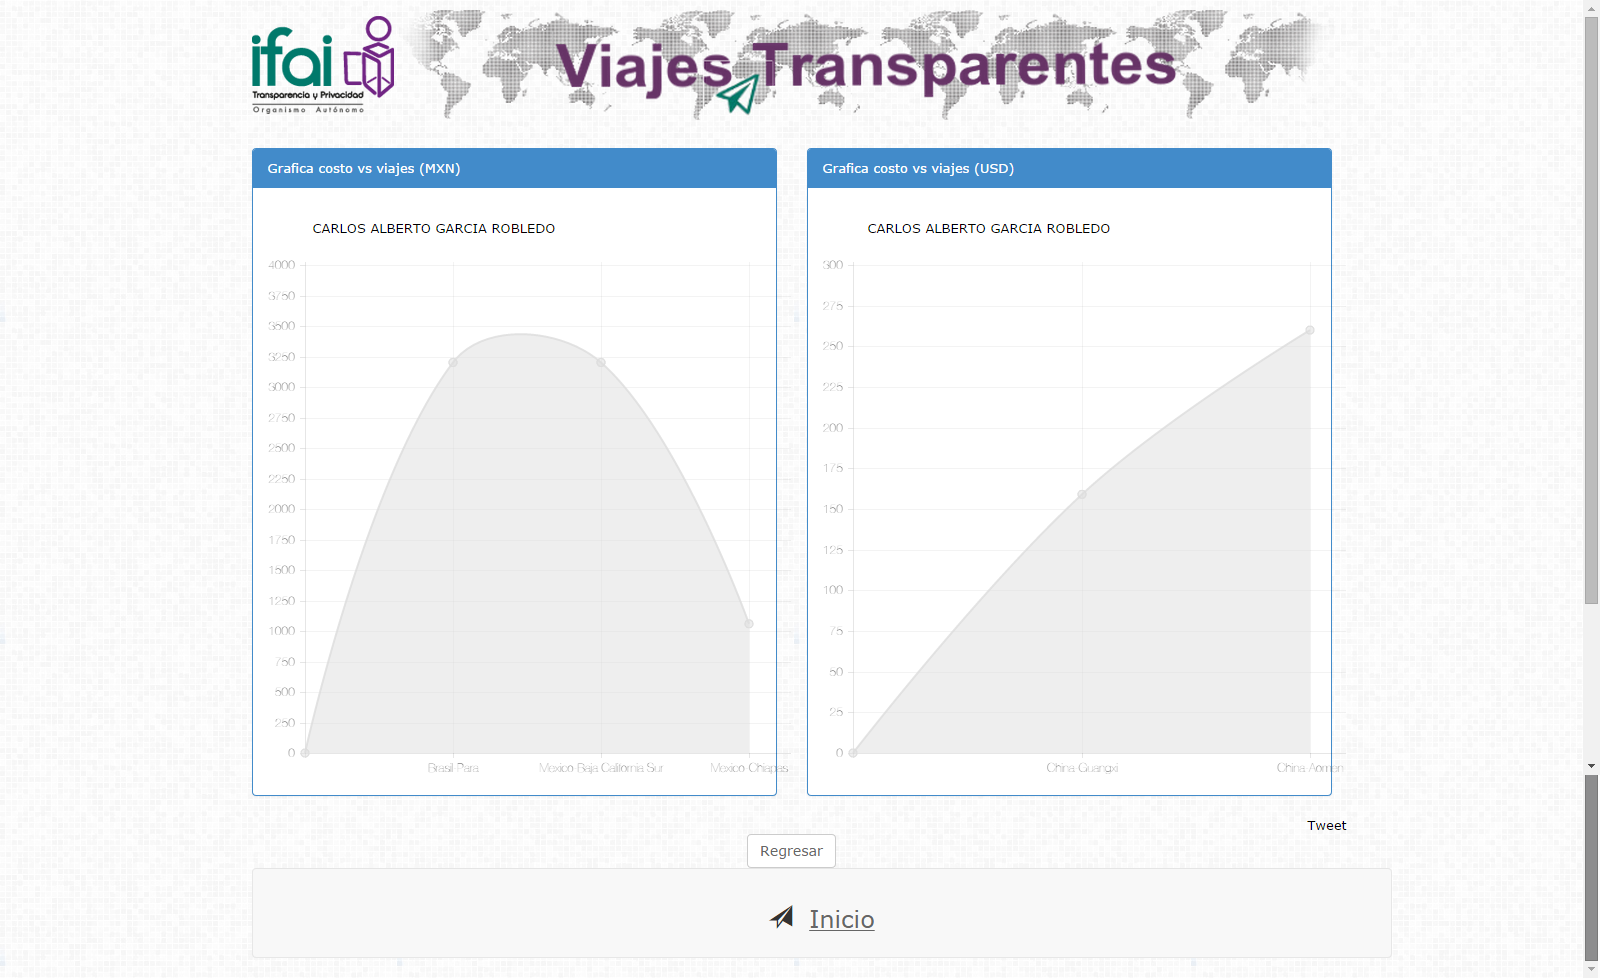 ifai
Transparencia y Privacidad
Organismo Autónomo
Viajes Transparentes
Grafica costo vs viajes (MXN)
CARLOS ALBERTO GARCIA ROBLEDO
4000
3750
3500
3250
3000
2750
2500
2250
2000
1750
1500
1250
1000
750
500
250
0
Brasil-Para
Mexico-Baja California Sur
Mexico-Chiapas
Grafica costo vs viajes (USD)
CARLOS ALBERTO GARCIA ROBLEDO
300
275
250
225
200
175
150
125
100
75
50
25
0
China-Guangxi
China-Aomen
Tweet
Regresar
Inicio